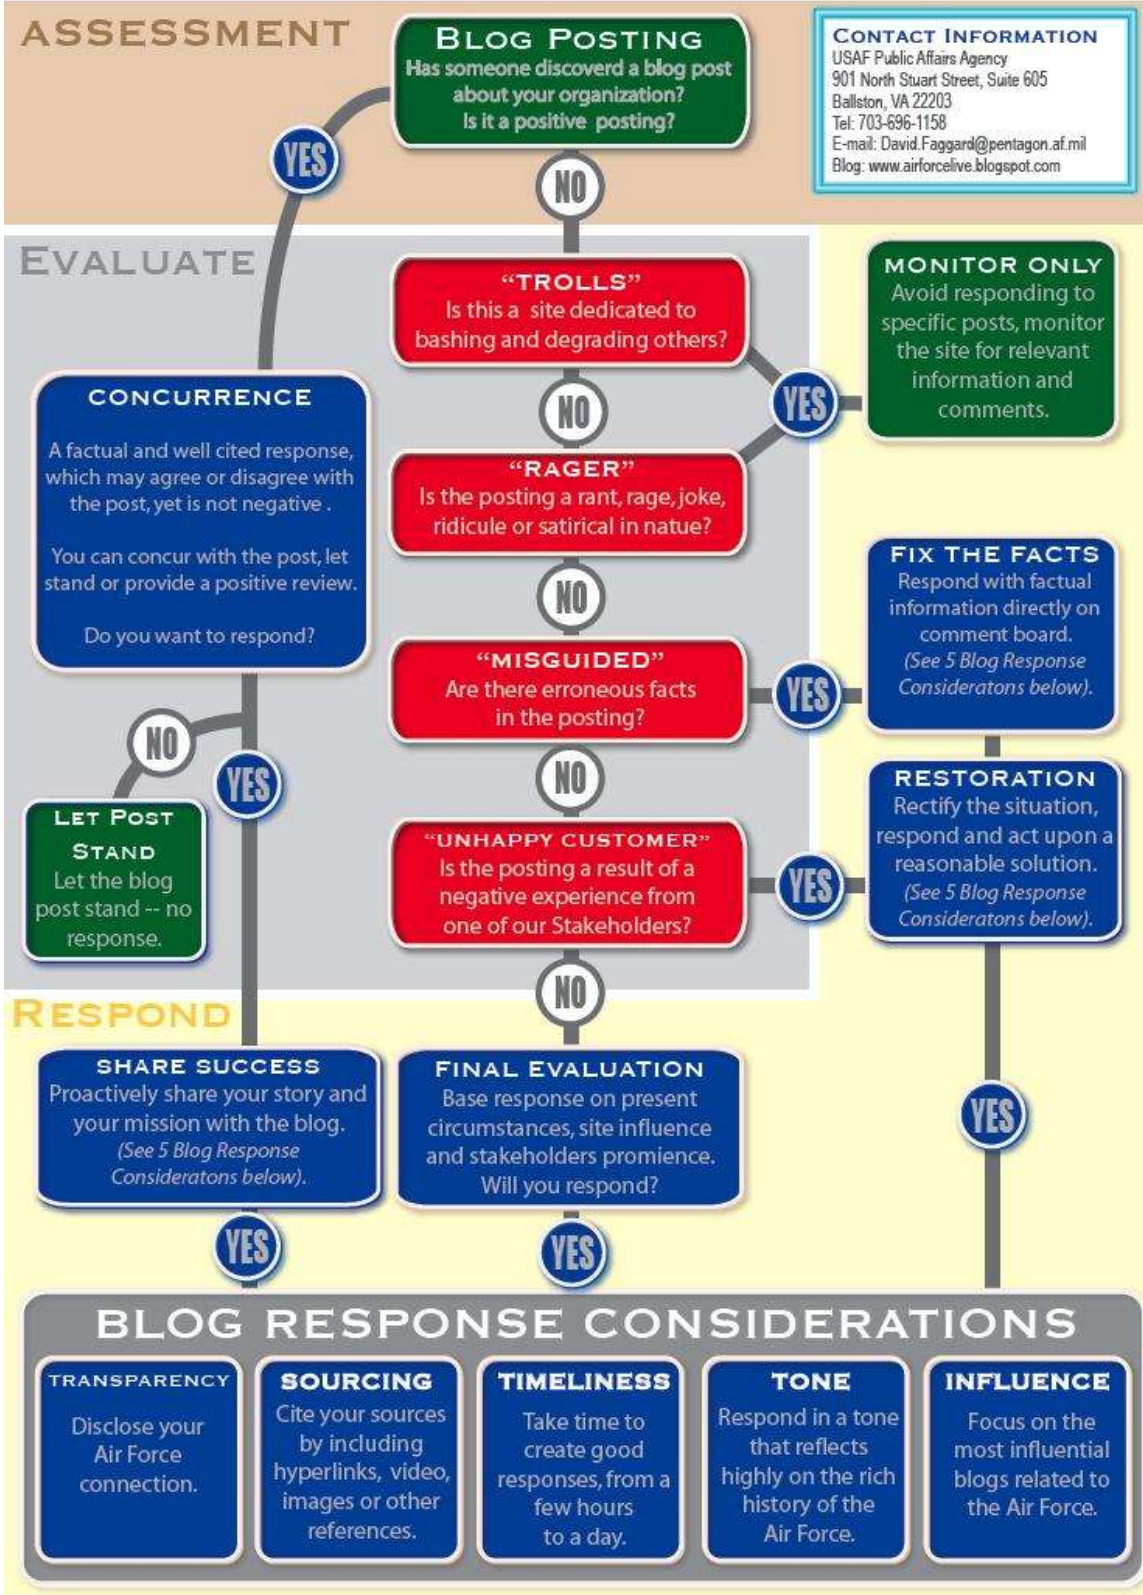 ASSESSMENT
BLOG POSTING
Has someone discoverd a blog post
about your organization?
Is it a positive posting?
CONTACT INFORMATION
USAF Public Affairs Agency
901 North Stuart Street, Suite 605
Ballston, VA 22203
Tel: 703-696-1158
E-mail: David.Faggard@pentagon.af.mil
Blog: www.airforcelive.blogspot.com
YES
NO
EVALUATE
"TROLLS"
Is this a site dedicated to
bashing and degrading others?
MONITOR ONLY
Avoid responding to
specific posts, monitor
the site for relevant
information and
comments.
YES
NO
CONCURRENCE
A factual and well cited response,
which may agree or disagree with
the post, yet is not negative .
You can concur with the post, let
stand or provide a positive review.
Do you want to respond?
"RAGER"
Is the posting a rant, rage, joke,
ridicule or satirical in natue?
NO
FIX THE FACTS
Respond with factual
information directly on
comment board.
(See 5 Blog Response
Consideratons below).
"MISGUIDED"
Are there erroneous facts
in the posting?
YES
NO
YES
NO
LET POST
STAND
Let the blog
post stand -- no
response.
RESTORATION
Rectify the situation,
respond and act upon a
reasonable solution.
(See 5 Blog Response
Consideratons below).
"UNHAPPY CUSTOMER"
Is the posting a result of a
negative experience from
one of our Stakeholders?
YES
NO
RESPOND
SHARE SUCCESS
Proactively share your story and
your mission with the blog.
(See 5 Blog Response
Consideratons below).
FINAL EVALUATION
Base response on present
circumstances, site influence
and stakeholders promience.
Will you respond?
YES
YES
YES
BLOG RESPONSE CONSIDERATIONS
TRANSPARENCY
Disclose your
Air Force
connection.
SOURCING
Cite your sources
by including
hyperlinks, video,
images or other
references.
TIMELINESS
Take time to
create good
responses, from a
few hours
to a day.
TONE
Respond in a tone
that reflects
highly on the rich
history of the
Air Force.
INFLUENCE
Focus on the
most influential
blogs related to
the Air Force.